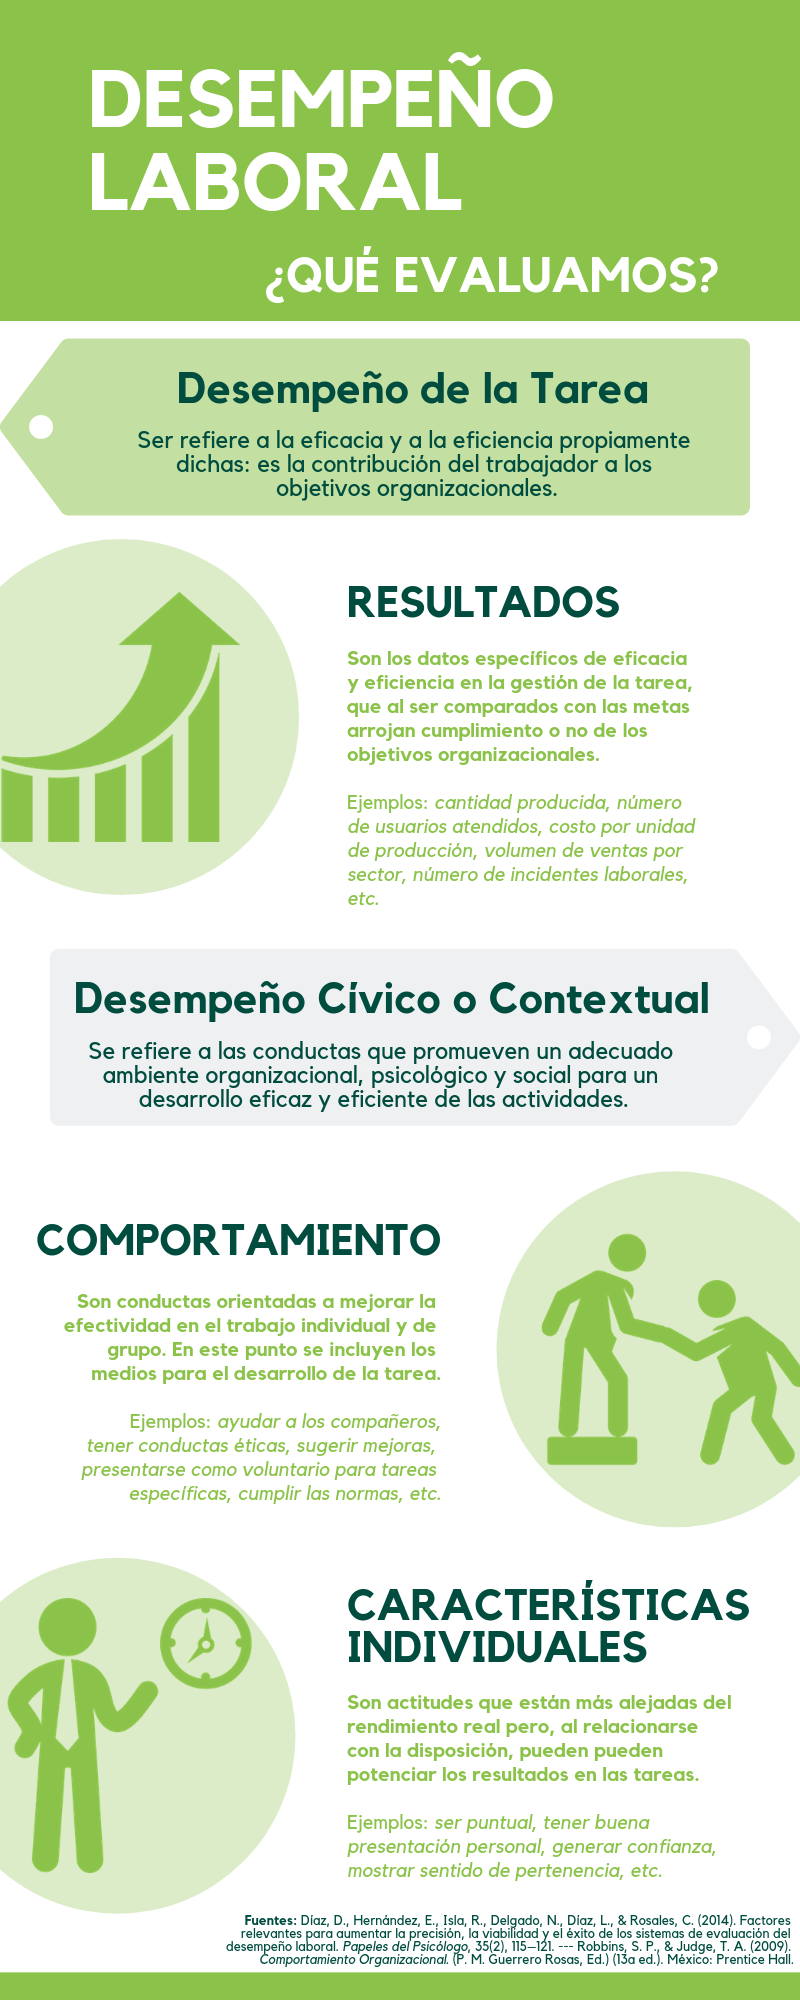 DESEMPEÑO
LABORAL
¿QUÉ EVALUAMOS?
Desempeño de la Tarea
Ser refiere a la eficacia y a la eficiencia propiamente
dichas: es la contribución del trabajador a los
objetivos organizacionales.
RESULTADOS
Son los datos específicos de eficacia
y eficiencia en la gestión de la tarea,
que al ser comparados con las metas
arrojan cumplimiento o no de los
objetivos organizacionales.
Ejemplos: cantidad producida, número
de usuarios atendidos, costo por unidad
de producción, volumen de ventas por
sector, número de incidentes laborales,
etc.
Desempeño Cívico o Contextual
Se refiere a las conductas que promueven un adecuado
ambiente organizacional, psicológico y social para un
desarrollo eficaz y eficiente de las actividades.
COMPORTAMIENTO
Son conductas orientadas a mejorar la
efectividad en el trabajo individual y de
grupo. En este punto se incluyen los
medios para el desarrollo de la tarea.
Ejemplos: ayudar a los compañeros,
tener conductas éticas, sugerir mejoras,
presentarse como voluntario para tareas
específicas, cumplir las normas, etc.
CARACTERÍSTICAS
INDIVIDUALES
Son actitudes que están más alejadas del
rendimiento real pero, al relacionarse
con la disposición, pueden pueden
potenciar los resultados en las tareas.
Ejemplos: ser puntual, tener buena
presentación personal, generar confianza,
mostrar sentido de pertenencia, etc.
Fuentes: Díaz, D., Hernández, E., Isla, R., Delgado, N., Díaz, L., & Rosales, C. (2014). Factores
relevantes para aumentar la precisión, la viabilidad y el éxito de los sistemas de evaluación del
desempeño laboral. Papeles del Psicólogo, 35(2), 115–121. --- Robbins, S. P., & Judge, T. A. (2009).
Comportamiento Organizacional. (P. M. Guerrero Rosas, Ed.) (13a ed.). México: Prentice Hall.